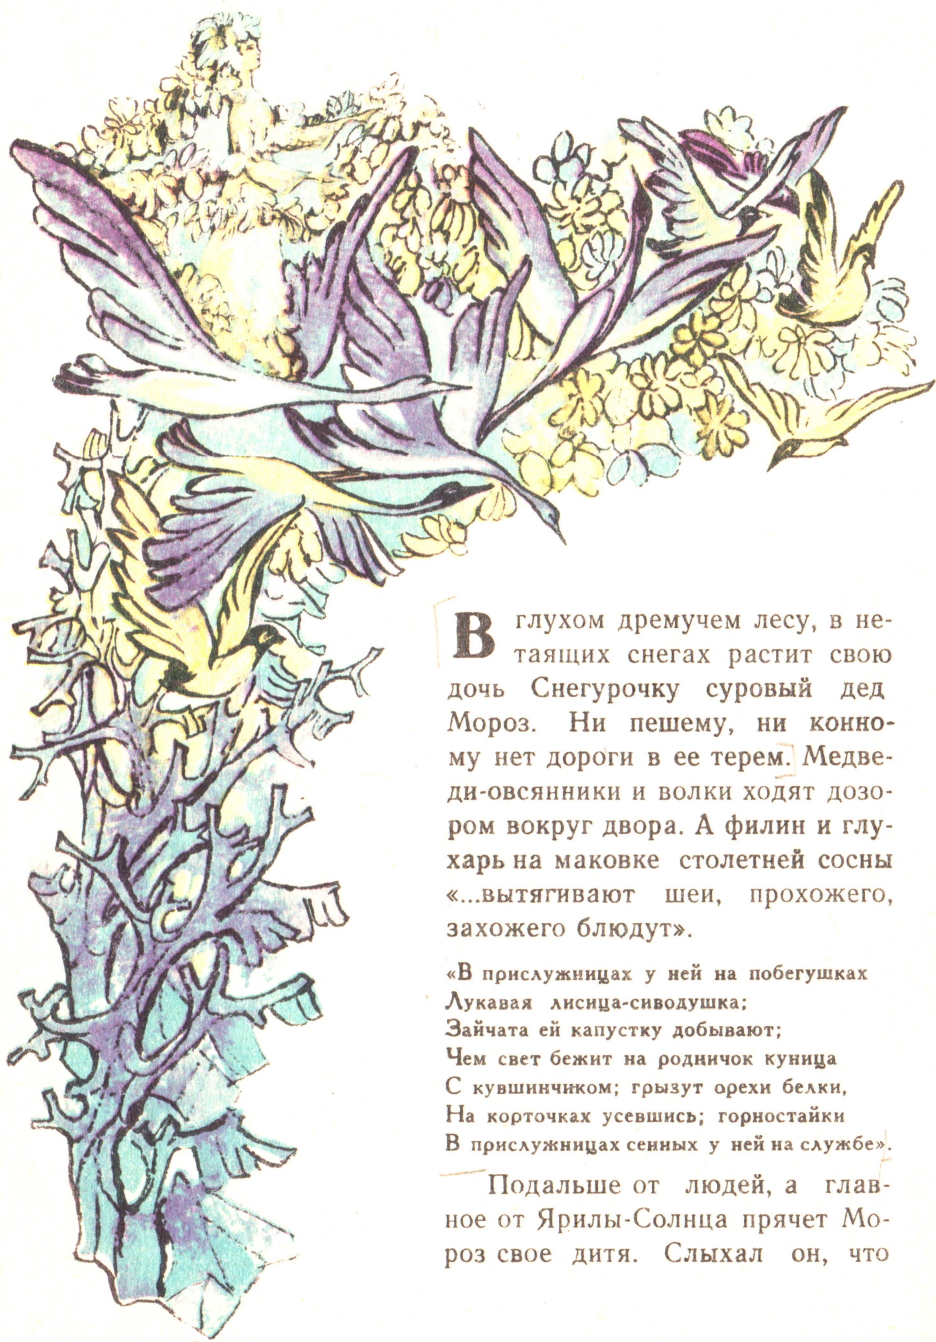 В глухом дремучем лесу, в не-
таящих снегах растит свою
дочь Снегурочку суровый дед
Мороз. Ни пешему, ни конно-
му нет дороги в ее терем. Медве-
ди-овсянники и волки ходят дозо-
ром вокруг двора. А филин и глу-
харь на маковке столетней сосны
«...вытягивают шеи, прохожего,
захожего блюдут».
«В прислужницах у ней на побегушках
Лукавая лисица-сиводушка;
Зайчата ей капустку добывают;
Чем свет бежит на родничок куница
С кувшинчиком; грызут орехи белки,
На корточках усевшись; горностайки
В прислужницах сенных у ней на службе».
Подальше от людей, а глав-
ное от Ярилы-Солнца прячет Мо-
роз свое дитя. Слыхал он, что